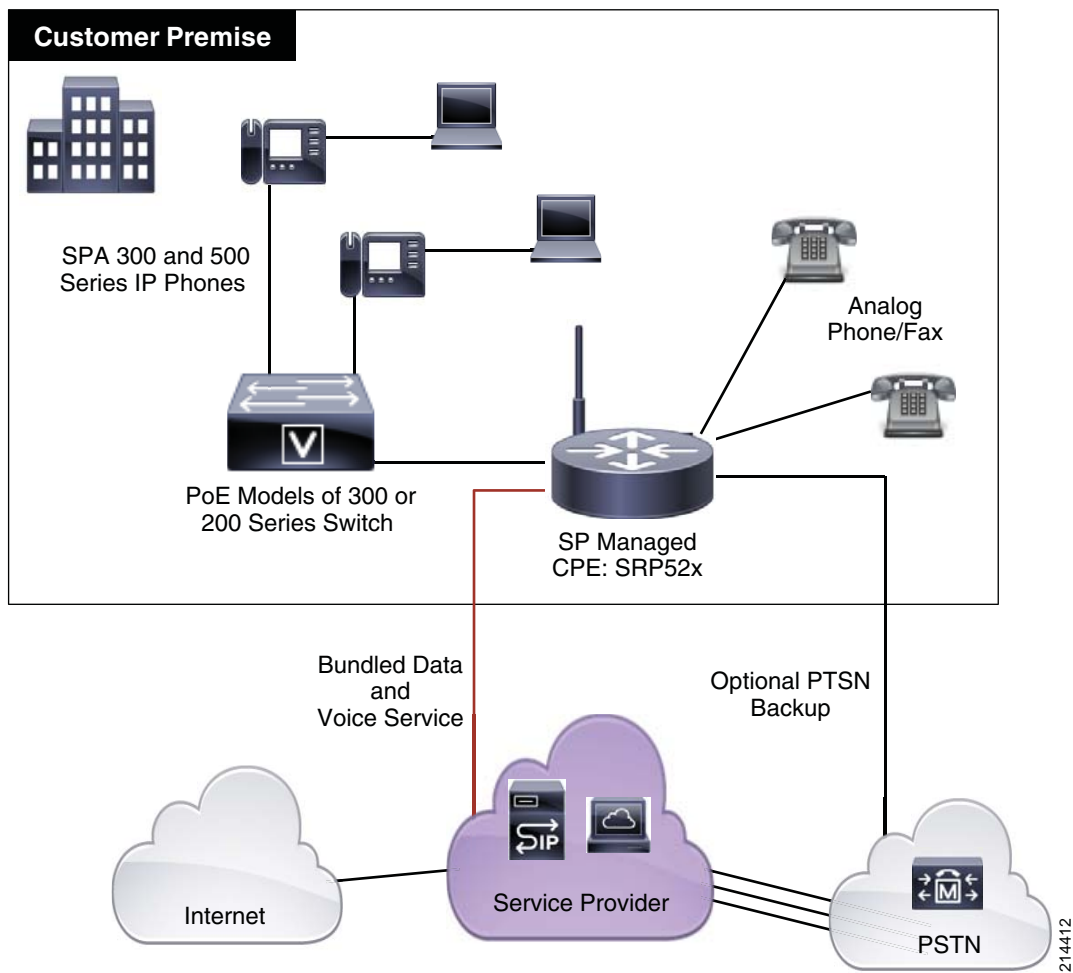 Customer Premise
SPA 300 and 500
Series IP Phones
Analog
Phone/Fax
V
PoE Models of 300 or
200 Series Switch
SP Managed
CPE: SRP52x
Bundled Data
and
Voice Service
Optional PTSN
Backup
SIP
Internet
Service Provider
M
PSTN
214412